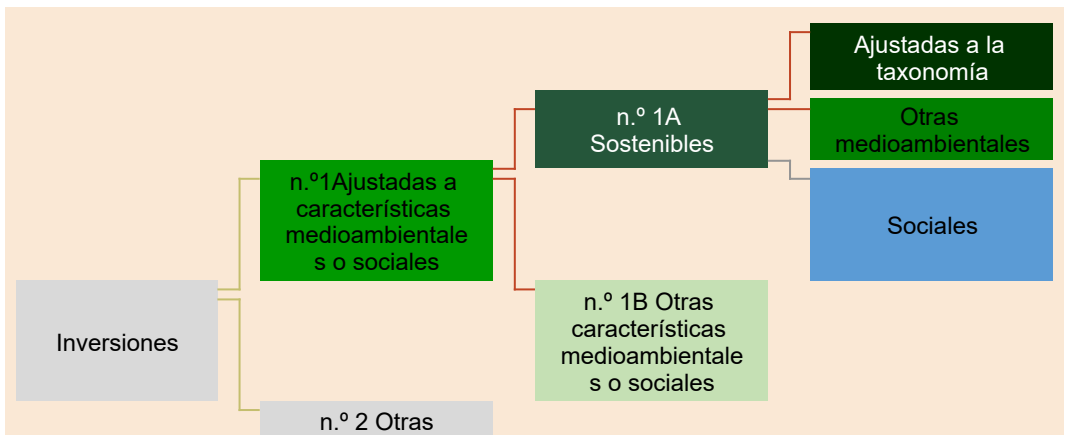 Inversiones
n.º1Ajustadas a
características
medioambientale
s o sociales
n.º 2 Otras
n.º 1A
Sostenibles
n.º 1B Otras
características
medioambientale
s o sociales
Ajustadas a la
taxonomía
Otras
medioambientales
Sociales